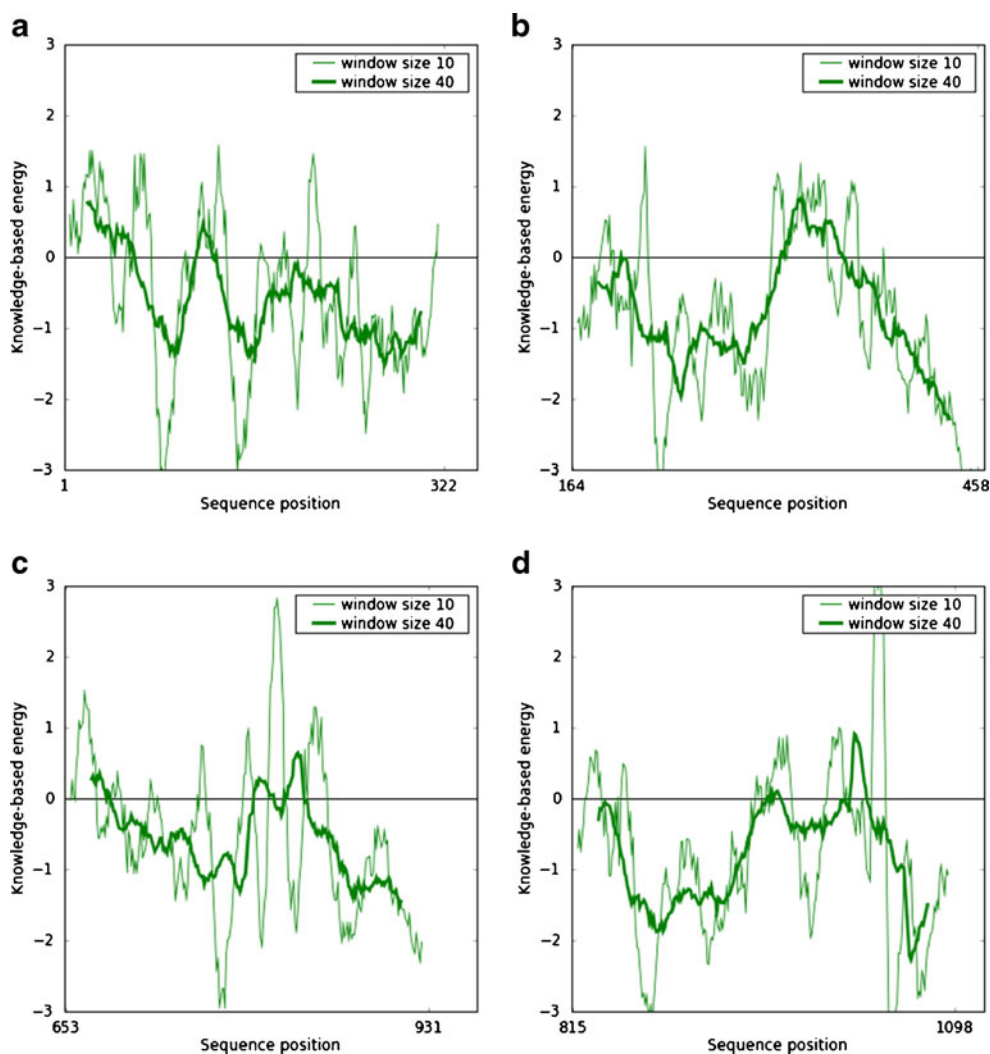 a
3
2
1
0
−1
−2
−3
Knowledge-based energy
window size 10
window size 40
1
322
Sequence position
b
3
2
1
0
−1
−2
−3
Knowledge-based energy
window size 10
window size 40
164
458
Sequence position
c
3
2
1
0
−1
−2
−3
Knowledge-based energy
window size 10
window size 40
653
931
Sequence position
d
3
2
1
0
−1
−2
−3
Knowledge-based energy
window size 10
window size 40
815
1098
Sequence position